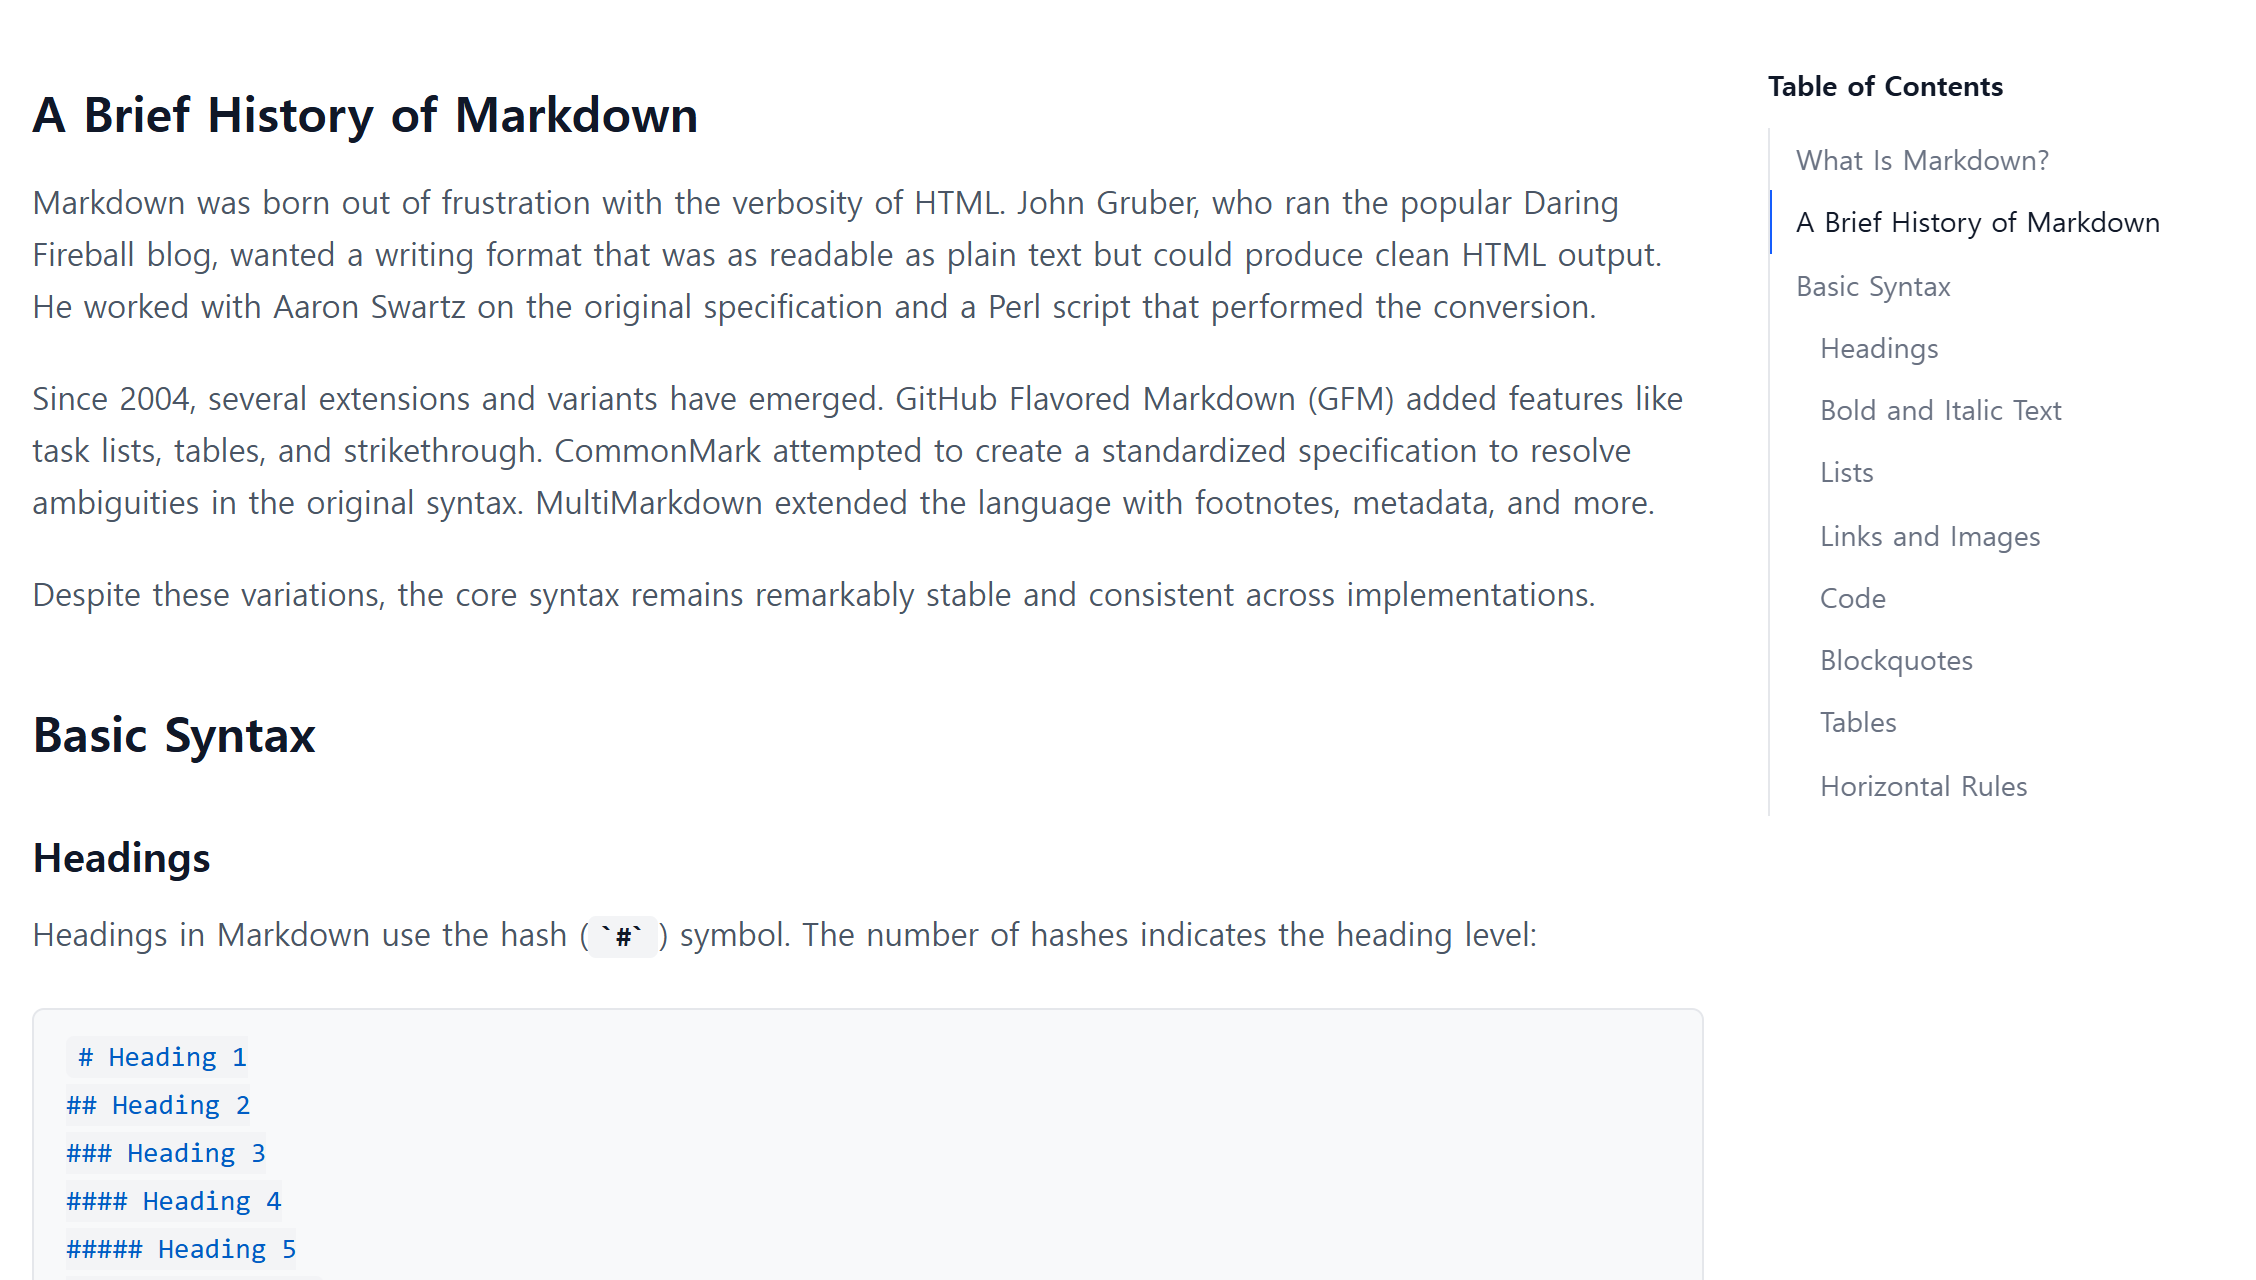 A Brief History of Markdown
Markdown was born out of frustration with the verbosity of HTML. John Gruber, who ran the popular Daring
Fireball blog, wanted a writing format that was as readable as plain text but could produce clean HTML output.
He worked with Aaron Swartz on the original specification and a Perl script that performed the conversion.
Since 2004, several extensions and variants have emerged. GitHub Flavored Markdown (GFM) added features like
task lists, tables, and strikethrough. CommonMark attempted to create a standardized specification to resolve
ambiguities in the original syntax. MultiMarkdown extended the language with footnotes, metadata, and more.
Despite these variations, the core syntax remains remarkably stable and consistent across implementations.
Basic Syntax
Headings
Headings in Markdown use the hash (`#`) symbol. The number of hashes indicates the heading level:
# Heading 1
## Heading 2
### Heading 3
#### Heading 4
##### Heading 5
Table of Contents
What Is Markdown?
A Brief History of Markdown
Basic Syntax
Headings
Bold and Italic Text
Lists
Links and Images
Code
Blockquotes
Tables
Horizontal Rules